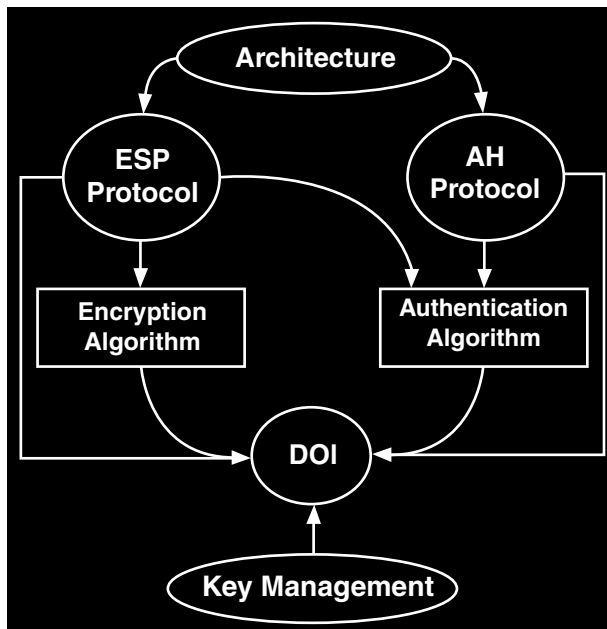 Architecture
ESP
Protocol
AH
Protocol
Encryption
Algorithm
Authentication
Algorithm
DOI
Key Management